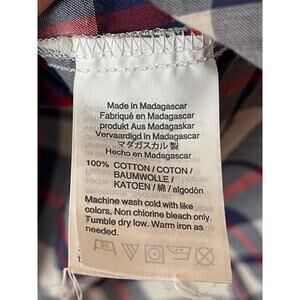 Made in Madagascar
Fabriqué en Madagascar
produkt Aus Madagaskar
Vervaardigd in Madagascar
マダガスカル 製
Hecho en Madagascar
100% COTTON / COTON /
BAUMWOLLE /
KATOEN / 綿 / algodón
Machine wash cold with like
colors. Non chlorine bleach only.
Tumble dry low. Warm iron as
needed.